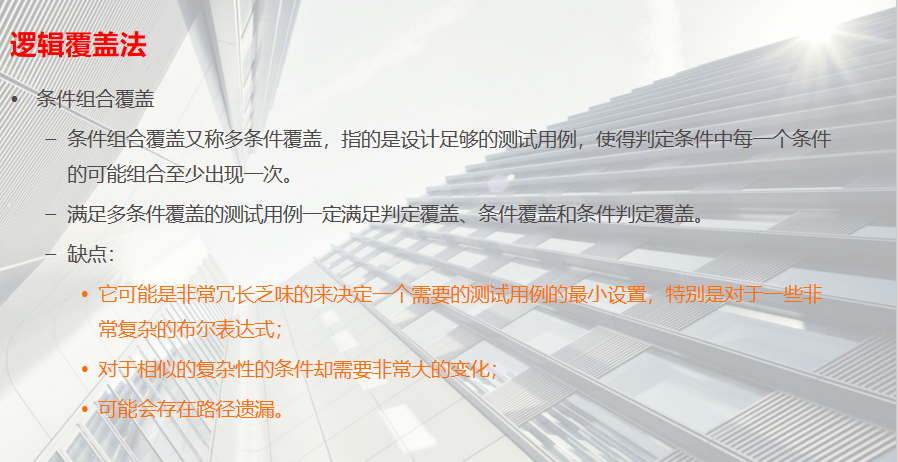 逻辑覆盖法
• 条件组合覆盖
– 条件组合覆盖又称多条件覆盖，指的是设计足够的测试用例，使得判定条件中每一个条件
的可能组合至少出现一次。
– 满足多条件覆盖的测试用例一定满足判定覆盖、条件覆盖和条件判定覆盖。
– 缺点：
• 它可能是非常冗长乏味的来决定一个需要的测试用例的最小设置，特别是对于一些非
常复杂的布尔表达式；
• 对于相似的复杂性的条件却需要非常大的变化；
• 可能会存在路径遗漏。